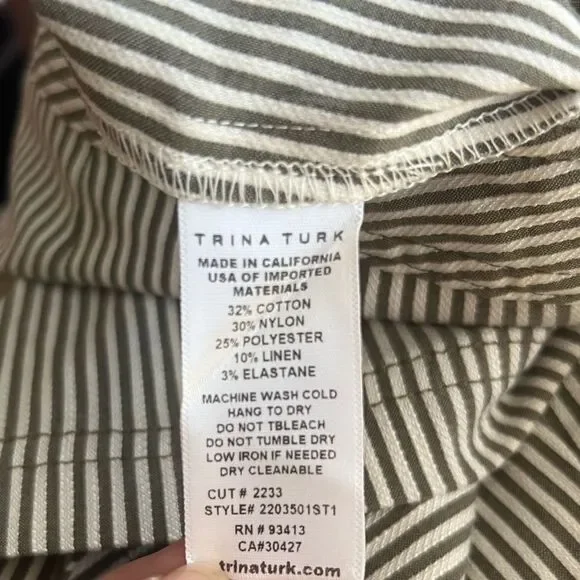 TRINA TURK
MADE IN CALIFORNIA
USA OF IMPORTED
MATERIALS
32% COTTON
30% NYLON
25% POLYESTER
10% LINEN
3% ELASTANE
MACHINE WASH COLD
HANG TO DRY
DO NOT TBLEACH
DO NOT TUMBLE DRY
LOW IRON IF NEEDED
DRY CLEANABLE
CUT # 2233
STYLE# 2203501ST1
RN # 93413
CA#30427
trinaturk.com